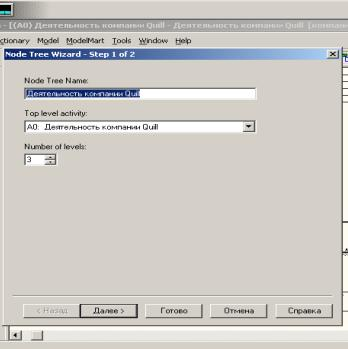 - [(A0) Деятельность компании Quill - Деятельность компании Quill [компани
ctionary Model ModelMart Tools Window Help
Node Tree Wizard - Step 1 of 2
Node Tree Name:
Деятельность компании Quill
Top level activity:
A0: Деятельность компании Quill
Number of levels:
3
< Назад Далее > Готово Отмена Справка